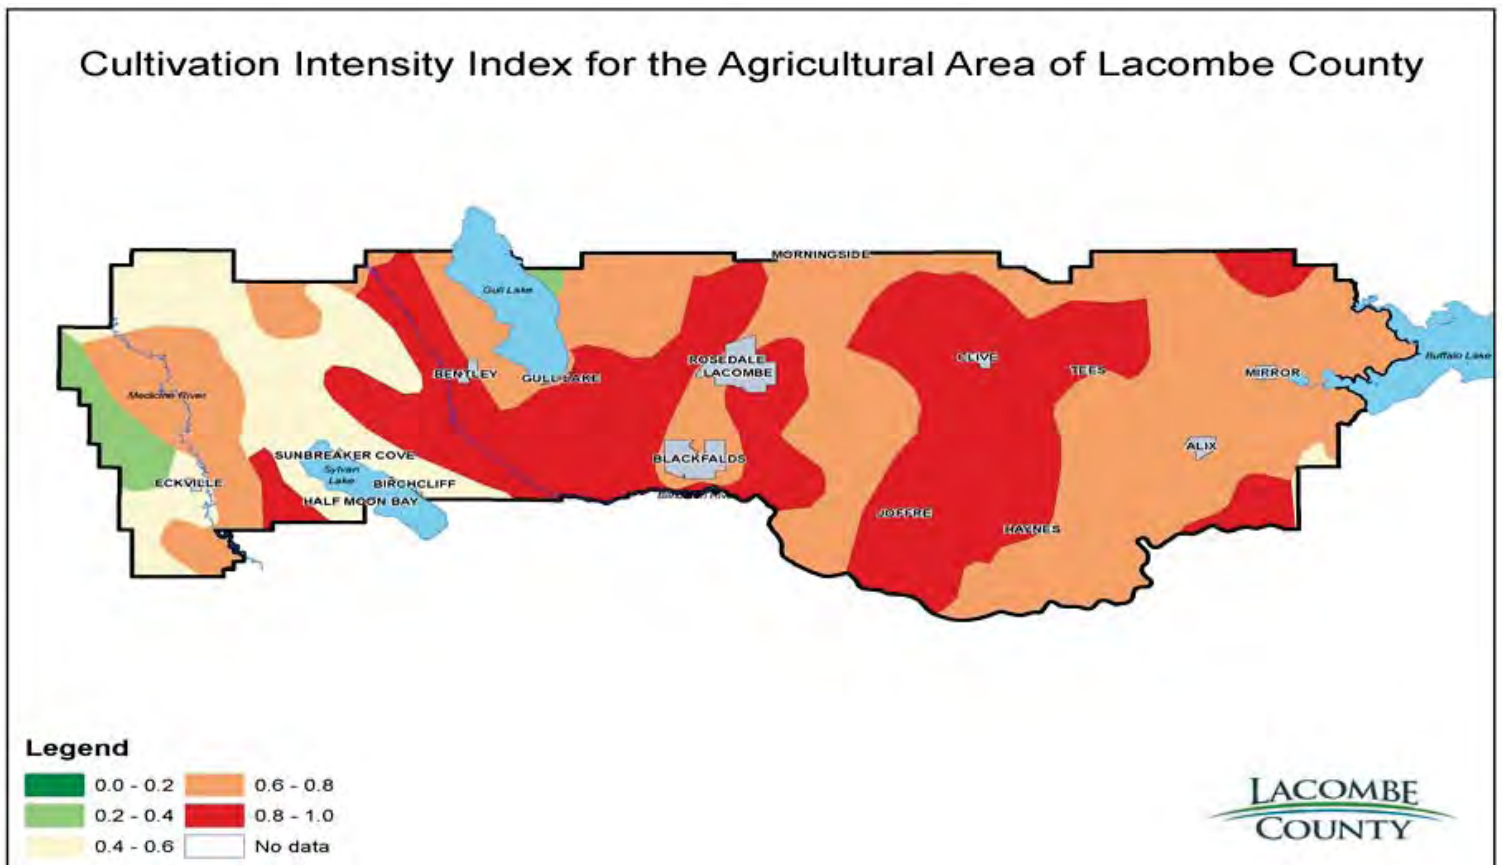 Cultivation Intensity Index for the Agricultural Area of Lacombe County
MORNINGSIDE
Gull Lake
Buffalo Lake
ROSEDALE
CLIVE
BENTLEY
GULL LAKE
LACOMBE
TEES
MIRROR
Medicine River
ALIX
SUNBREAKER COVE
BLACKFALDS
Sylvan
Lake
ECKVILLE
BIRCHCLIFF
HALF MOON BAY
JOFFRE
HAYNES
Legend
0.0 - 0.2
0.6 - 0.8
0.2 - 0.4
0.8 - 1.0
0.4 - 0.6
No data
LACOMBE
COUNTY